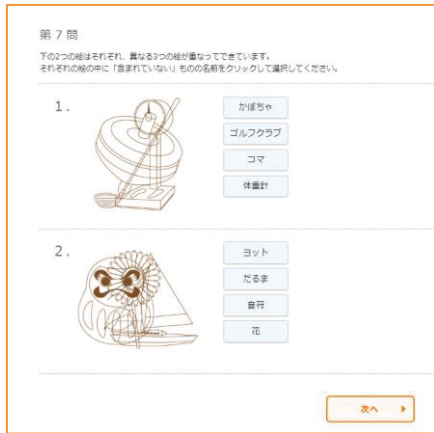 第 7 問
下の2つの絵はそれぞれ、異なる3つの絵が重なってできています。
それぞれの絵の中に「含まれていない」ものの名前をクリックして選択してください。
1.
かぼちゃ
ゴルフクラブ
コマ
体重計
2.
ヨット
だるま
音符
花
次へ